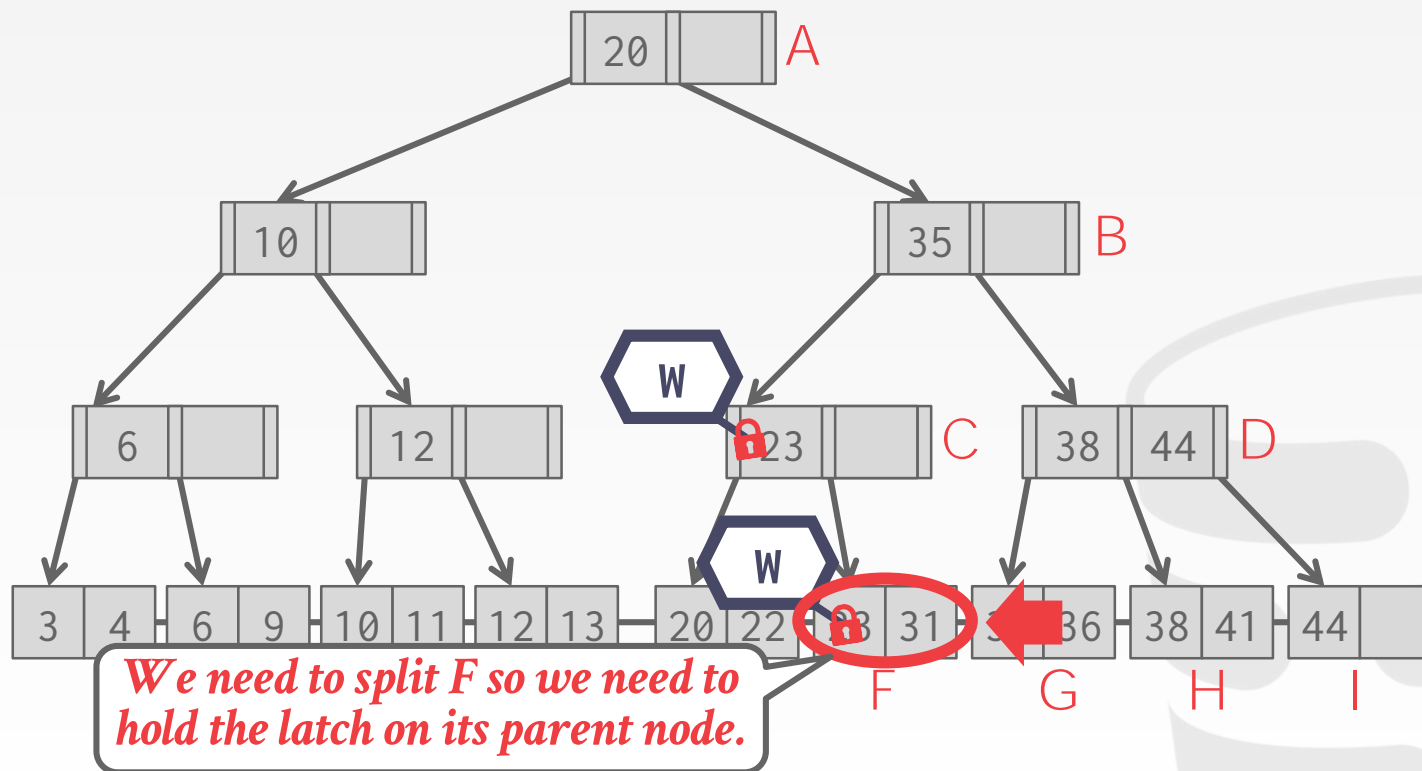 20 A
10 35 B
W
6 12 23 C 38 44 D
W
3 4 6 9 10 11 12 13 20 22 31 36 38 41 44
We need to split F so we need to
hold the latch on its parent node.
F G H I